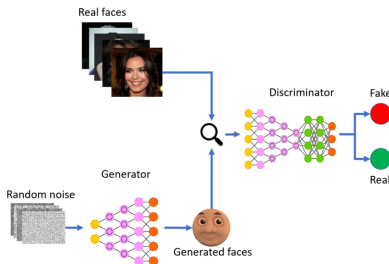 Real faces
Discriminator
Fake
Generator
Random noise
Real
Generated faces